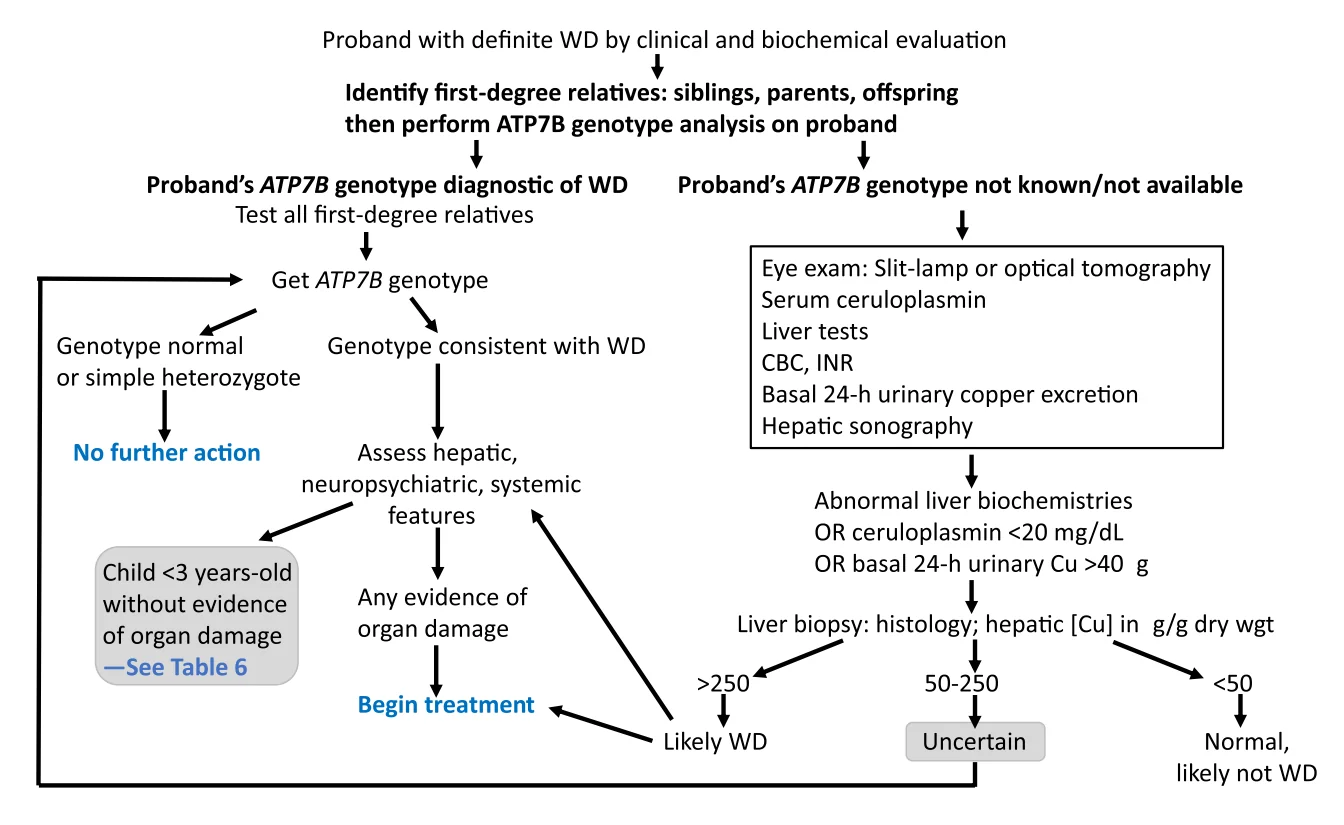 Proband with definite WD by clinical and biochemical evaluation
Identify first-degree relatives: siblings, parents, offspring
then perform ATP7B genotype analysis on proband
Proband's ATP7B genotype diagnostic of WD
Test all first-degree relatives
Get ATP7B genotype
Genotype normal
or simple heterozygote
No further action
Genotype consistent with WD
Assess hepatic,
neuropsychiatric, systemic
features
Child <3 years-old
without evidence
of organ damage
—See Table 6
Any evidence of
organ damage
Begin treatment
Proband's ATP7B genotype not known/not available
Eye exam: Slit-lamp or optical tomography
Serum ceruloplasmin
Liver tests
CBC, INR
Basal 24-h urinary copper excretion
Hepatic sonography
Abnormal liver biochemistries
OR ceruloplasmin <20 mg/dL
OR basal 24-h urinary Cu >40 g
Liver biopsy: histology; hepatic [Cu] in g/g dry wgt
>250
50-250
<50
Likely WD
Uncertain
Normal,
likely not WD